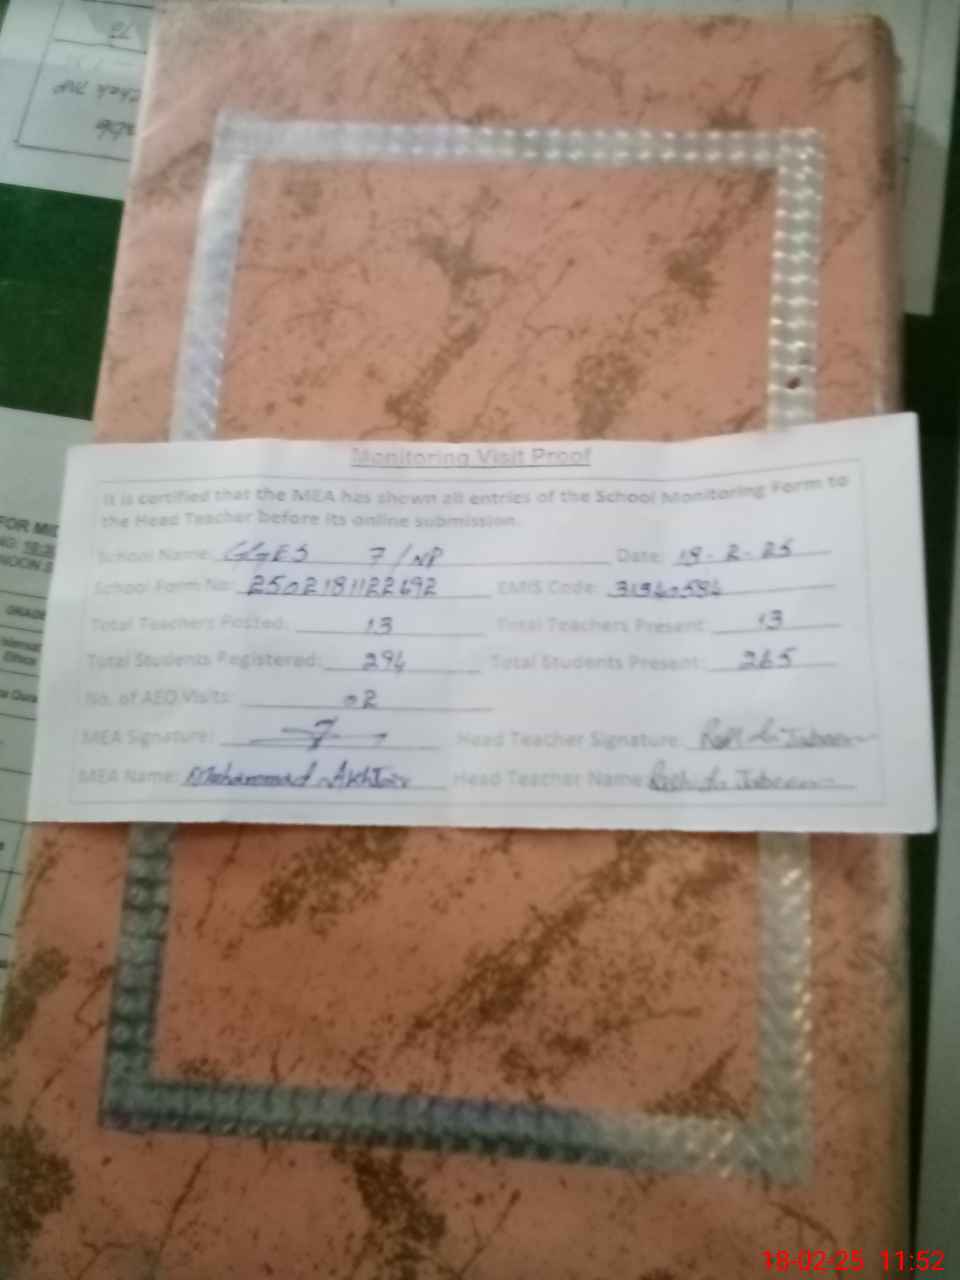 Monitoring Visit Proof
It is certified that the MEA has shown all entries of the School Monitoring Form to
the Head Teacher before its online submission.
School Name: GGES 7/NP Date: 18-2-25
School Form No: 2502181122692 EMIS Code:
Total Teachers Posted: 13 Total Teachers Present: 13
Total Students Registered: 294 Total Students Present: 265
No. of AEO Visits: 02
MEA Signature: Head Teacher Signature:
MEA Name: Muhammad Akhtar Head Teacher Name
18-02-25 11:52